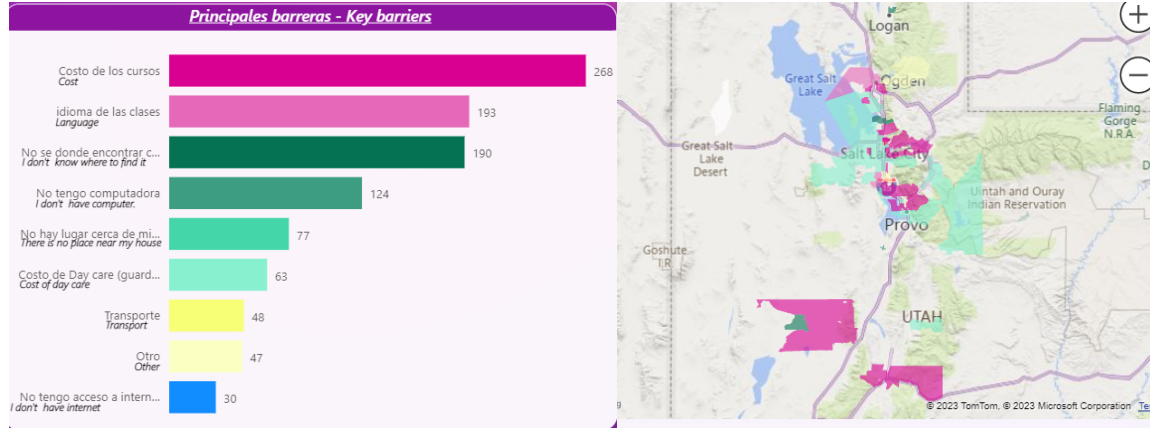 Principales barreras - Key barriers
Costo de los cursos
Cost
268
idioma de las clases
Language
193
No se donde encontrar c...
I don't know where to find it
190
No tengo computadora
I don't have computer.
124
No hay lugar cerca de mi...
There is no place near my house
77
Costo de Day care (guard...
Cost of day care
63
Transporte
Transport
48
Otro
Other
47
No tengo acceso a intern...
I don't have internet
30
Logan
Great Salt
Lake
Ogden
Flaming
Gorge
N.R.A.
Great Salt
Lake
Desert
Salt Lake City
Uintah and Ouray
Indian Reservation
Provo
Goshute
I.R.
UTAH
© 2023 TomTom, © 2023 Microsoft Corporation